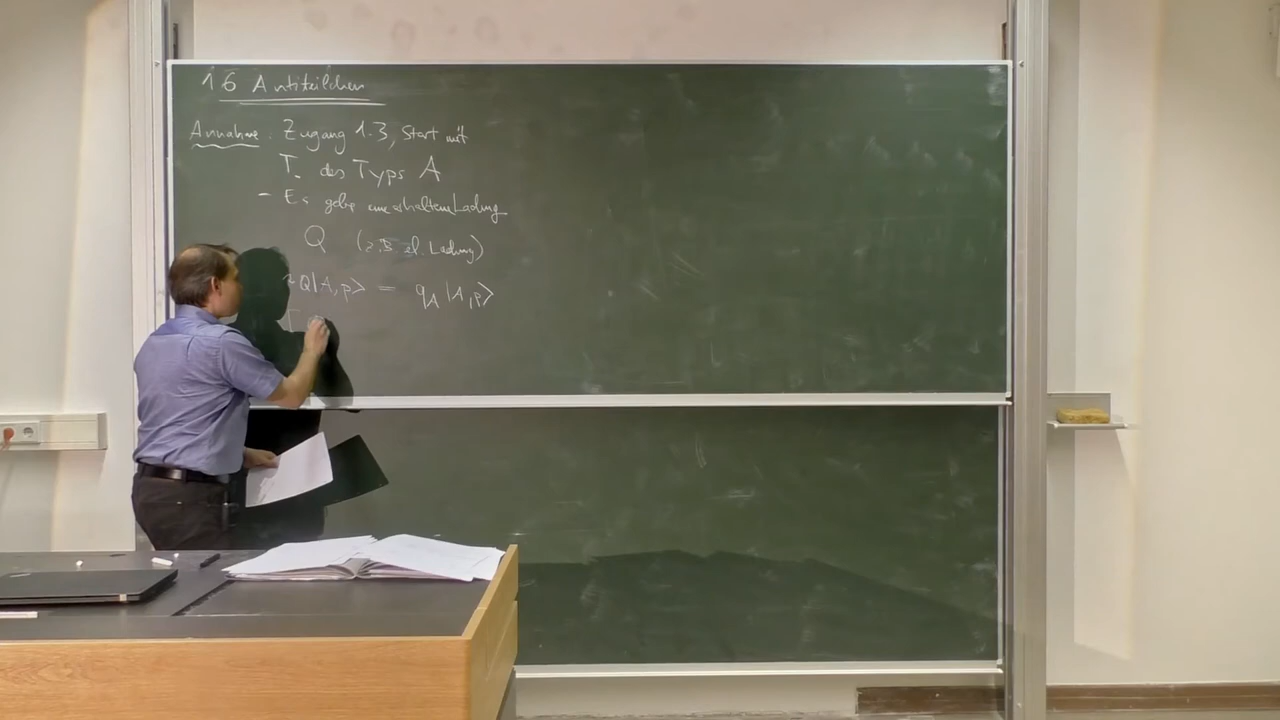 1.6 Antiteilchen
Annahme: Zugang 1.3, Start mit
T. des Typs A
- Es gebe eine erhaltene Ladung
Q (z.B. el. Ladung)
Q|A,p> = q_A |A,p>